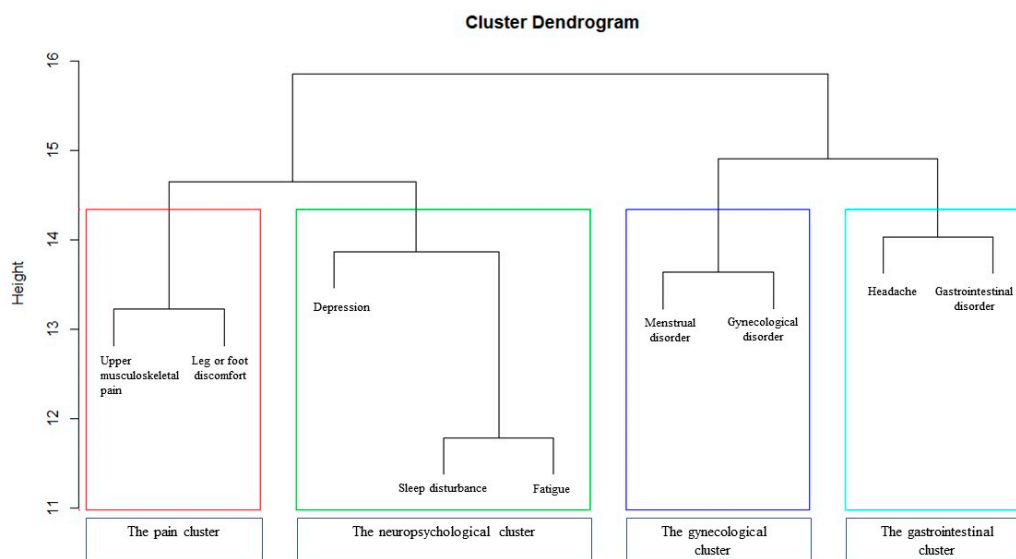 Cluster Dendrogram
Height
16
15
14
13
12
11
Depression
Headache
Gastrointestinal
disorder
Menstrual
disorder
Gynecological
disorder
Upper
musculoskeletal
pain
Leg or foot
discomfort
Sleep disturbance
Fatigue
The pain cluster
The neuropsychological cluster
The gynecological
cluster
The gastrointestinal
cluster